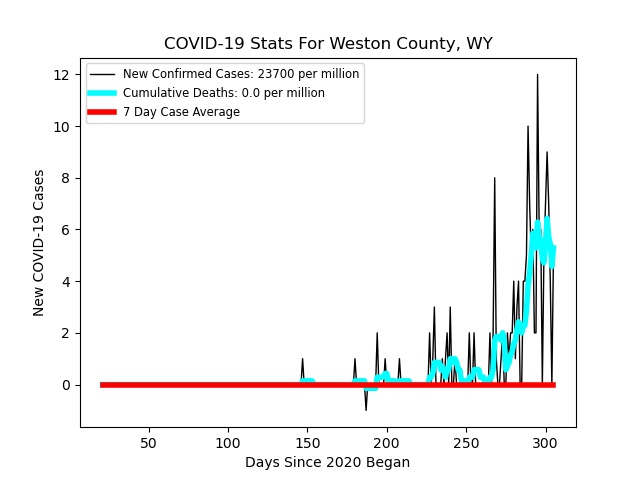 COVID-19 Stats For Weston County, WY
New Confirmed Cases: 23700 per million
Cumulative Deaths: 0.0 per million
7 Day Case Average
New COVID-19 Cases
12
10
8
6
4
2
0
50 100 150 200 250 300
Days Since 2020 Began